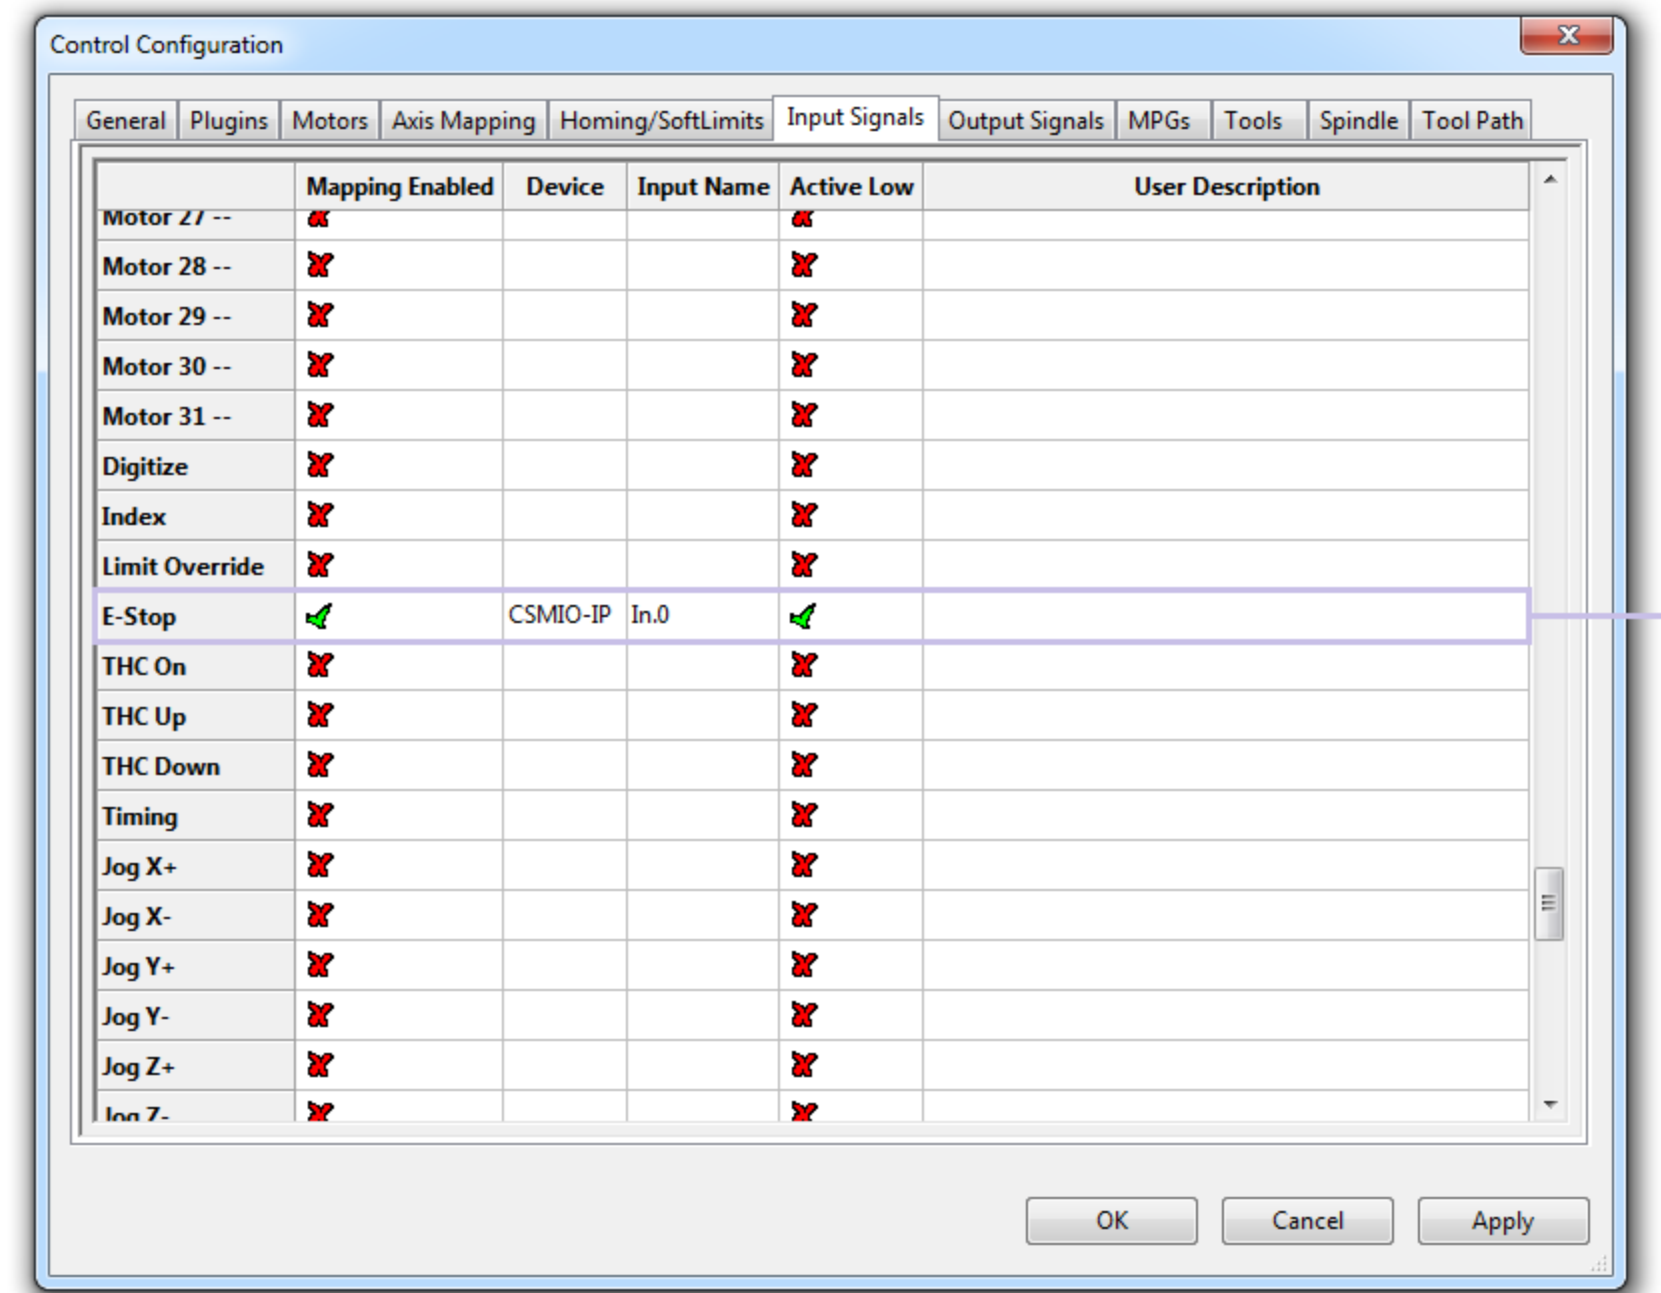 Control Configuration
General Plugins Motors Axis Mapping Homing/SoftLimits Input Signals Output Signals MPGs Tools Spindle Tool Path
Mapping Enabled Device Input Name Active Low User Description
Motor 27 --
Motor 28 --
Motor 29 --
Motor 30 --
Motor 31 --
Digitize
Index
Limit Override
E-Stop CSMIO-IP In.0
THC On
THC Up
THC Down
Timing
Jog X+
Jog X-
Jog Y+
Jog Y-
Jog Z+
Jog Z-
OK Cancel Apply